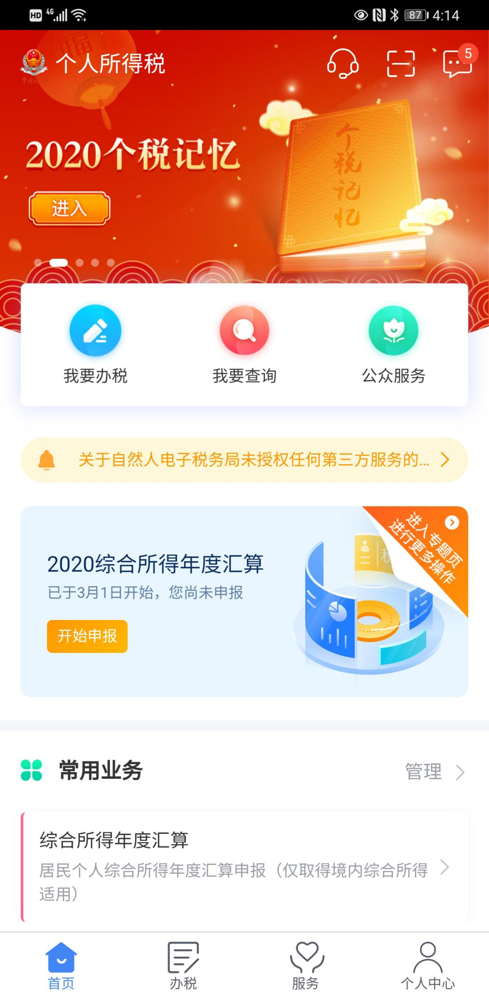 HD 4G 87 4:14
个人所得税
5
福
2020个税记忆
进入
个税记忆
我要办税
我要查询
公众服务
关于自然人电子税务局未授权任何第三方服务的...
进入专题页
进行更多操作
税
2020综合所得年度汇算
已于3月1日开始，您尚未申报
开始申报
常用业务
管理
综合所得年度汇算
居民个人综合所得年度汇算申报（仅取得境内综合所得
适用）
首页
办税
服务
个人中心